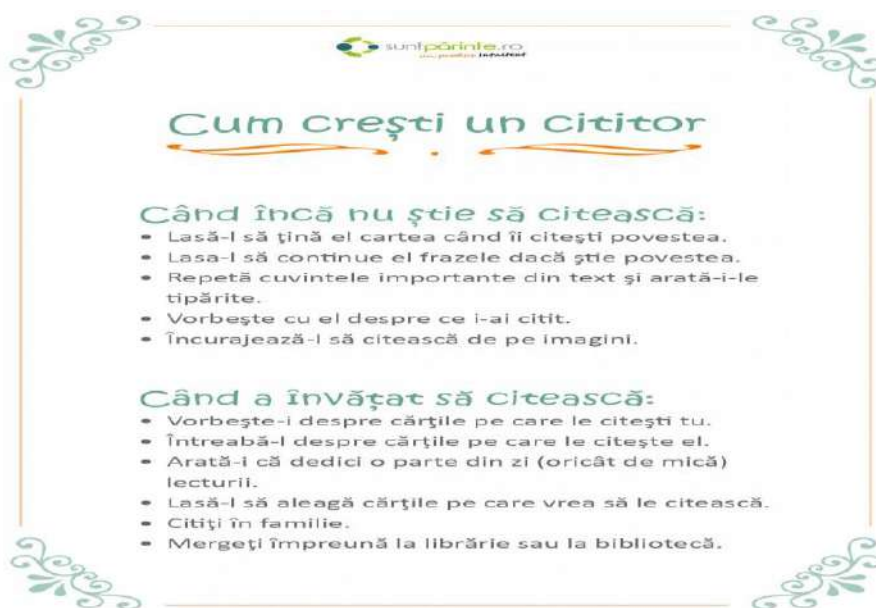 suntpărinte.ro
Cum crești un cititor
Când încă nu știe să citească:
• Lasă-l să ţină el cartea când îi citeşti povestea.
• Lasa-l să continue el frazele dacă ştie povestea.
• Repetă cuvintele importante din text şi arată-i-le
tipărite.
• Vorbeşte cu el despre ce i-ai citit.
• Încurajează-l să citească de pe imagini.
Când a învățat să citească:
• Vorbeşte-i despre cărţile pe care le citeşti tu.
• Întreabă-l despre cărţile pe care le citeşte el.
• Arată-i că dedici o parte din zi (oricât de mică)
lecturii.
• Lasă-l să aleagă cărţile pe care vrea să le citească.
• Citiţi în familie.
• Mergeţi împreună la librărie sau la bibliotecă.